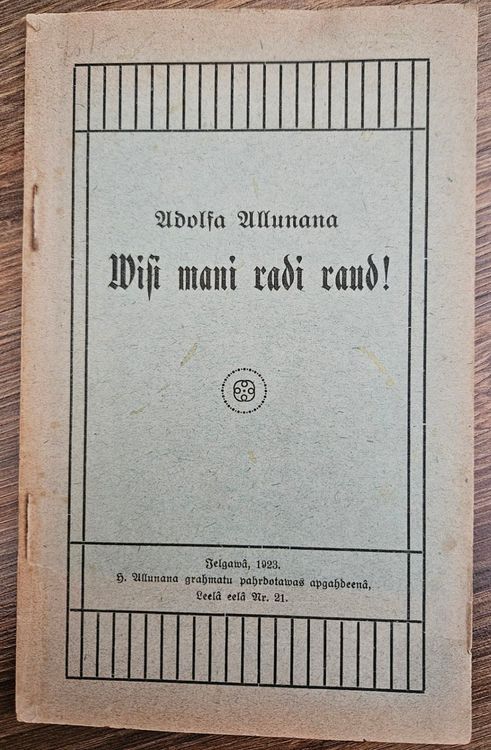 Adolfa Allunana
Wiſi mani radi raud!
Jelgawâ, 1923.
H. Allunana grahmatu pahrdotawas apgahdeenâ,
Leelâ eelâ Nr. 21.